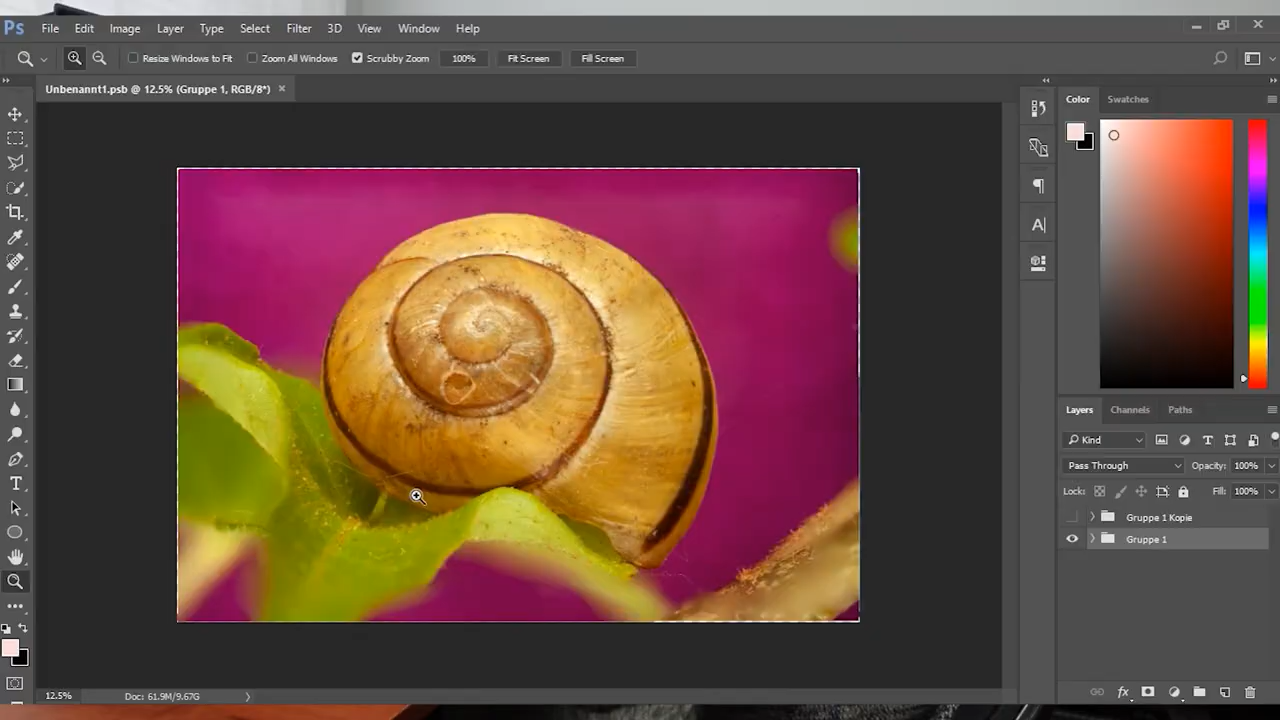 Ps File Edit Image Layer Type Select Filter 3D View Window Help
Resize Windows to Fit Zoom All Windows Scrubby Zoom 100% Fit Screen Fill Screen
Unbenannt1.psb @ 12.5% (Gruppe 1, RGB/8*) ×
Color Swatches
Layers Channels Paths
Kind
Pass Through Opacity: 100%
Lock: Fill: 100%
Gruppe 1 Kopie
Gruppe 1
12.5% Doc: 61.9M/9.67G